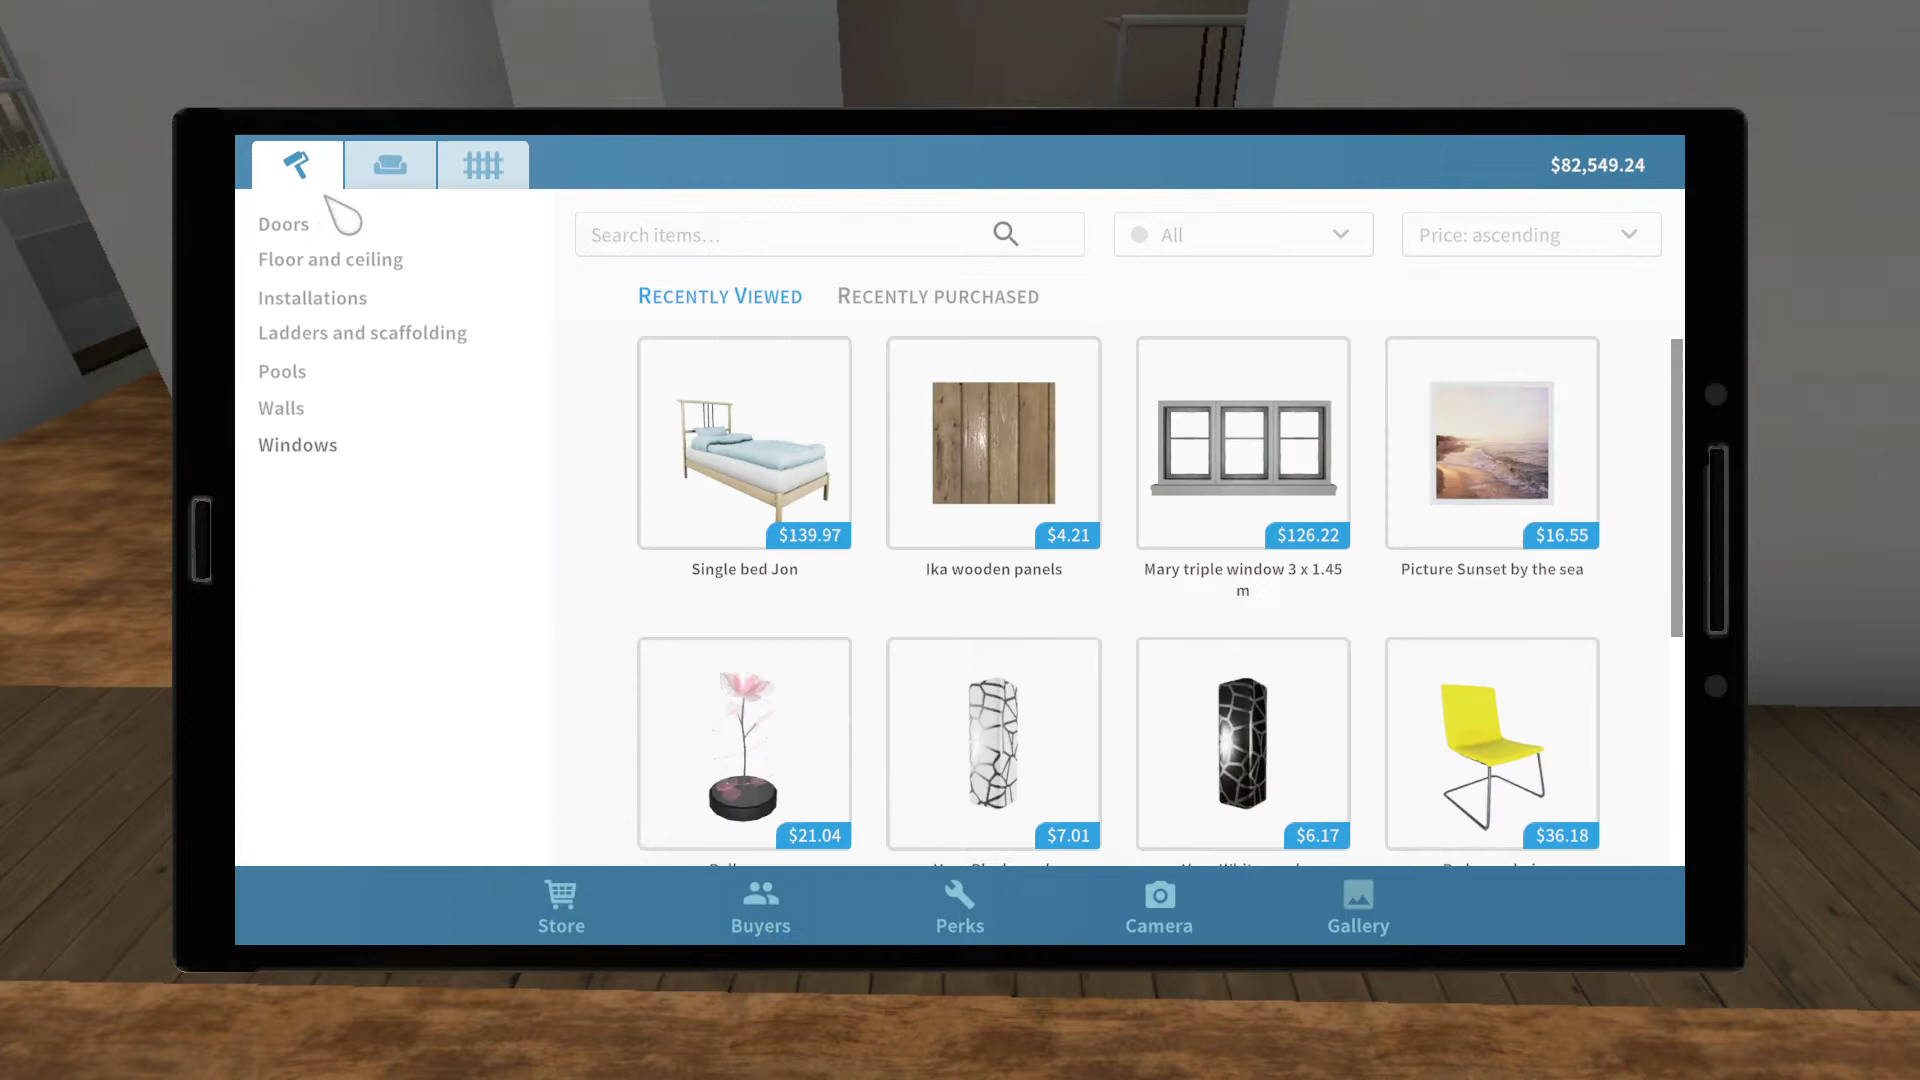 $82,549.24
Doors
Floor and ceiling
Installations
Ladders and scaffolding
Pools
Walls
Windows
Search items...
All
Price: ascending
RECENTLY VIEWED
RECENTLY PURCHASED
$139.97
$4.21
$126.22
$16.55
Single bed Jon
Ika wooden panels
Mary triple window 3 x 1.45
m
Picture Sunset by the sea
$21.04
$7.01
$6.17
$36.18
Store
Buyers
Perks
Camera
Gallery